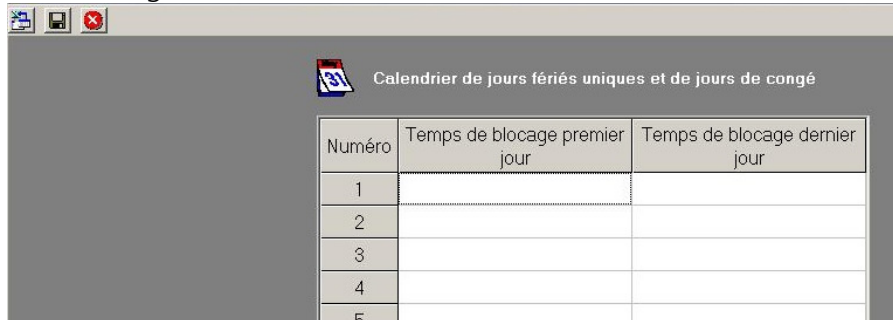 31
Calendrier de jours fériés uniques et de jours de congé
Numéro
Temps de blocage premier
jour
Temps de blocage dernier
jour
1
2
3
4